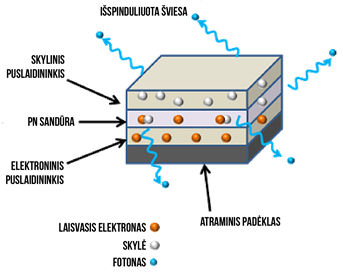 IŠSPINDULIUOTA ŠVIESA
SKYLINIS
PUSLAIDININKIS
PN SANDŪRA
ELEKTRONINIS
PUSLAIDININKIS
ATRAMINIS PADĖKLAS
LAISVASIS ELEKTRONAS
SKYLĖ
FOTONAS